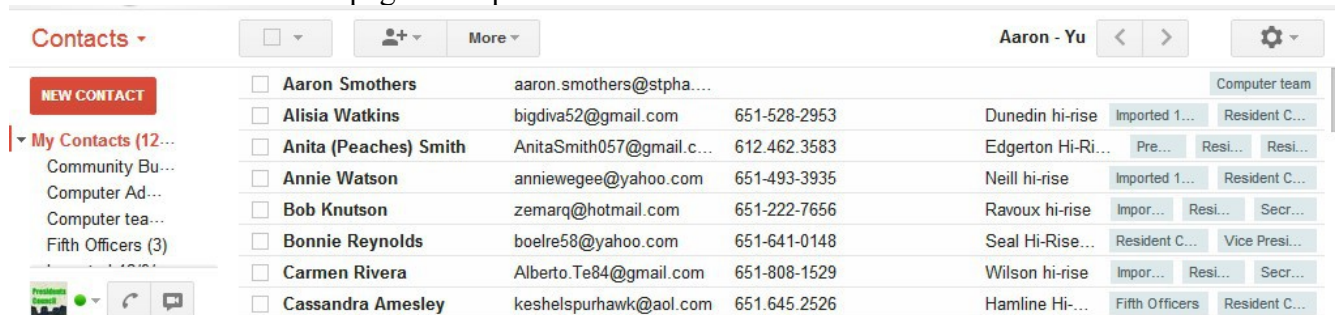 Contacts
More
Aaron - Yu
NEW CONTACT
My Contacts (12...
Community Bu...
Computer Ad...
Computer tea...
Fifth Officers (3)
Presidents
Council
Aaron Smothers aaron.smothers@stpha.... Computer team
Alisia Watkins bigdiva52@gmail.com 651-528-2953 Dunedin hi-rise Imported 1... Resident C...
Anita (Peaches) Smith AnitaSmith057@gmail.c... 612.462.3583 Edgerton Hi-Ri... Pre... Resi... Resi...
Annie Watson anniewegee@yahoo.com 651-493-3935 Neill hi-rise Imported 1... Resident C...
Bob Knutson zemarq@hotmail.com 651-222-7656 Ravoux hi-rise Impor... Resi... Secr...
Bonnie Reynolds boelre58@yahoo.com 651-641-0148 Seal Hi-Rise... Resident C... Vice Presi...
Carmen Rivera Alberto.Te84@gmail.com 651-808-1529 Wilson hi-rise Impor... Resi... Secr...
Cassandra Amesley keshelspurhawk@aol.com 651.645.2526 Hamline Hi-... Fifth Officers Resident C...